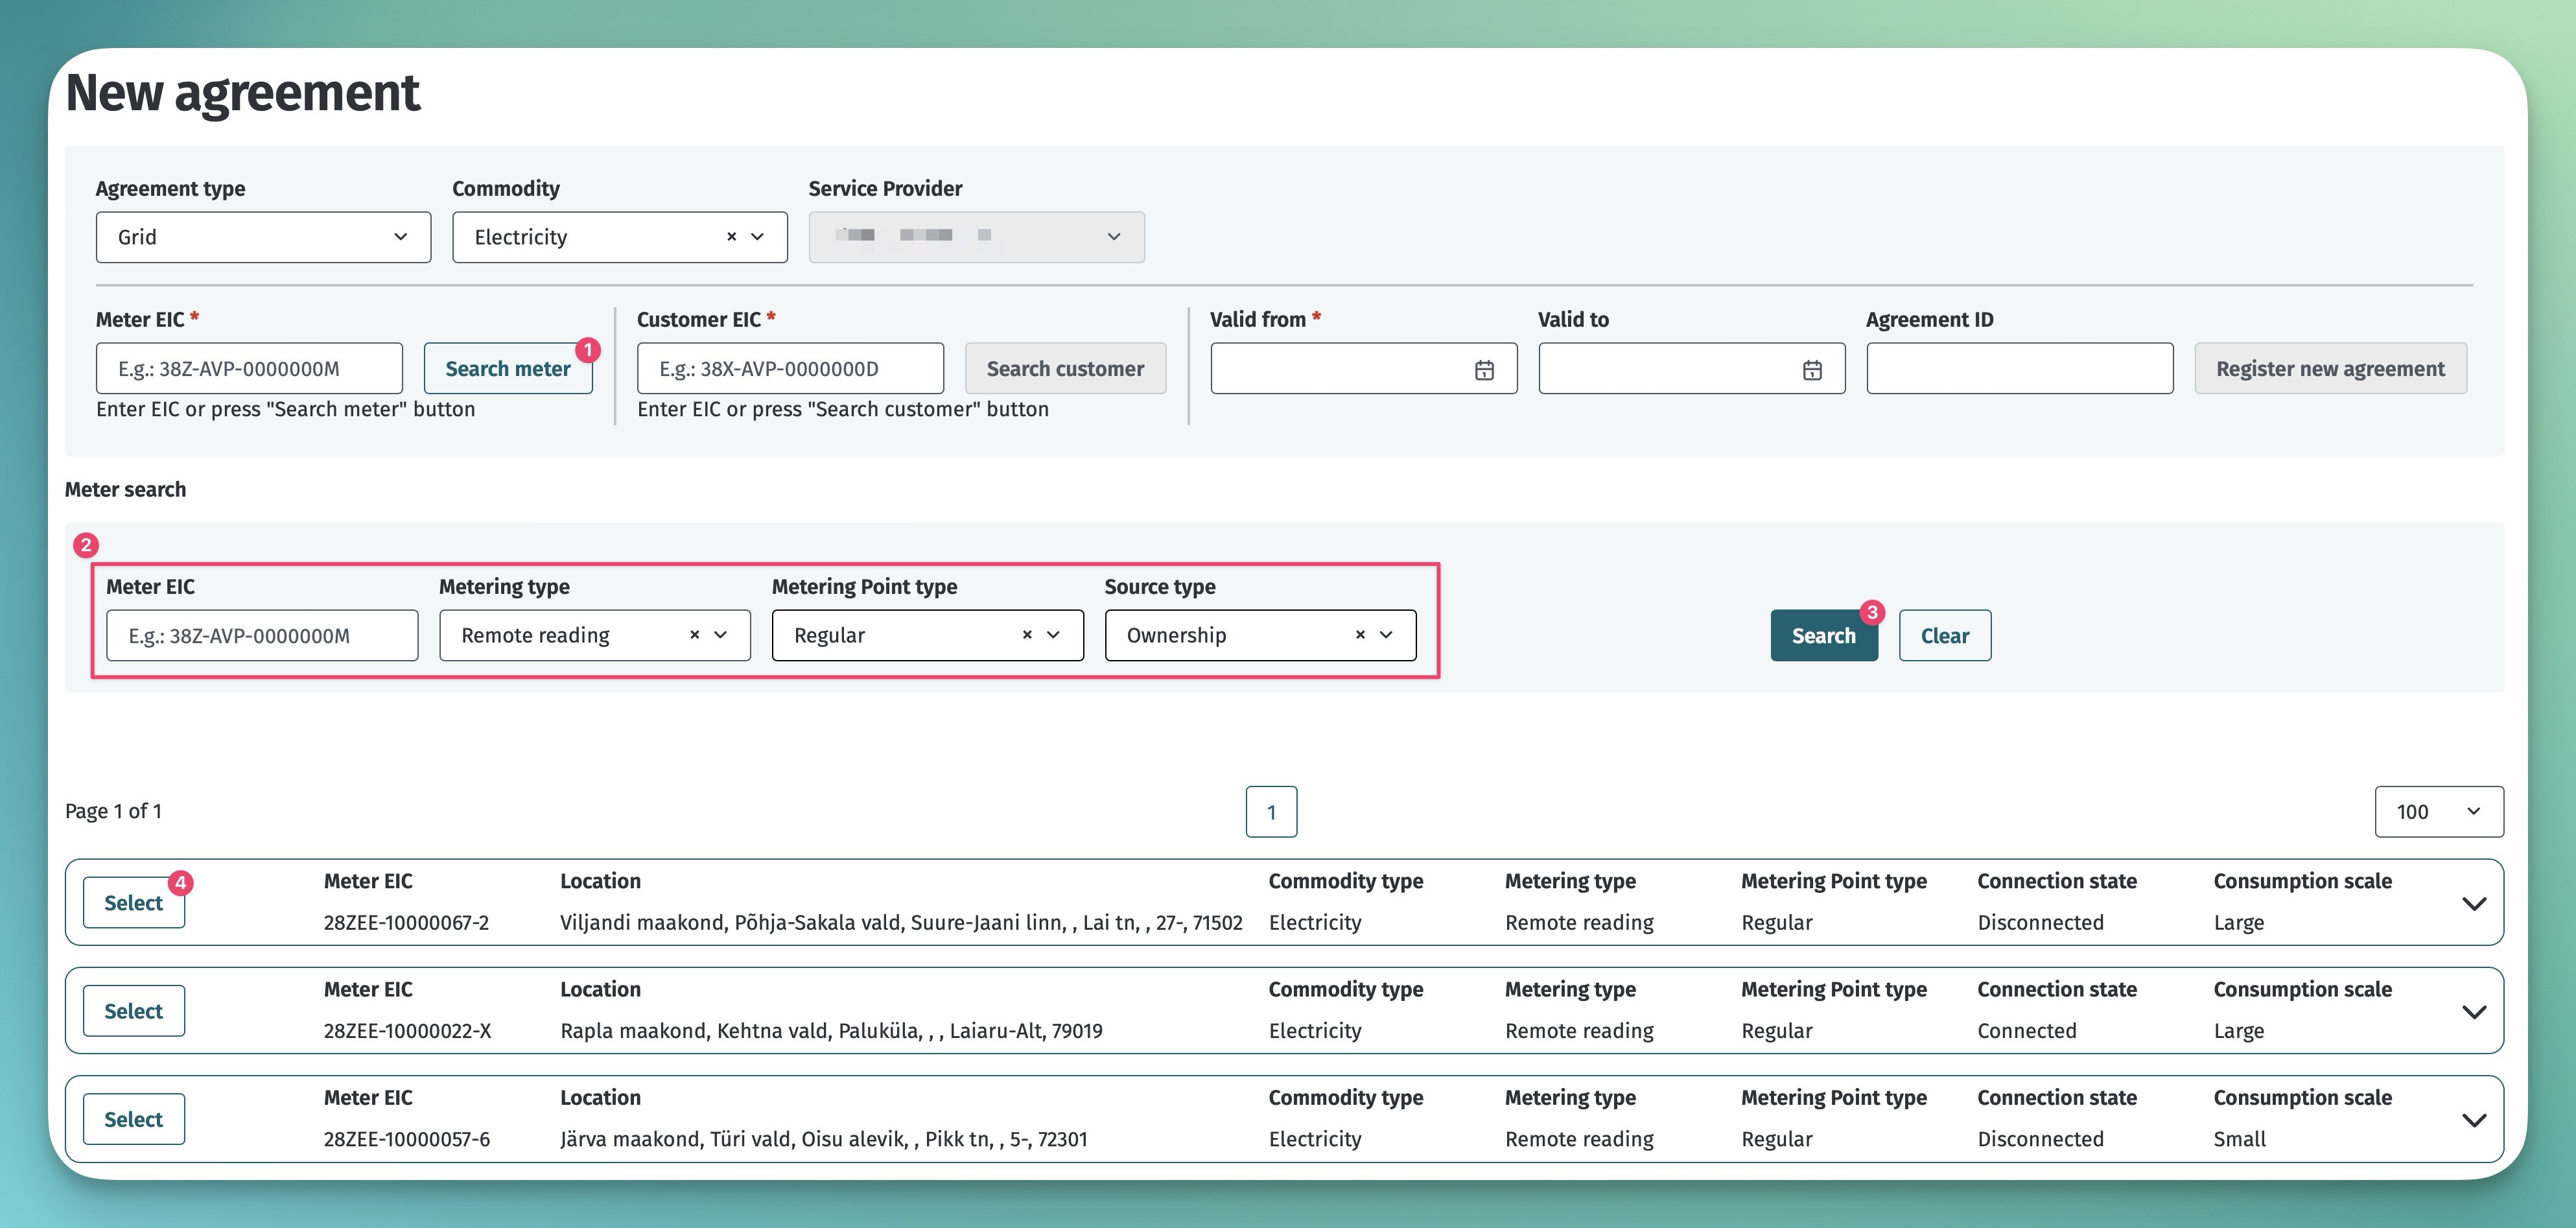 New agreement
Agreement type Commodity Service Provider
Grid Electricity ×
Meter EIC * Customer EIC * Valid from * Valid to Agreement ID
E.g.: 38Z-AVP-0000000M Search meter 1 E.g.: 38X-AVP-0000000D Search customer Register new agreement
Enter EIC or press "Search meter" button Enter EIC or press "Search customer" button
Meter search
2
Meter EIC Metering type Metering Point type Source type
E.g.: 38Z-AVP-0000000M Remote reading × Regular × Ownership × Search 3 Clear
Page 1 of 1 1 100
Select 4 Meter EIC Location Commodity type Metering type Metering Point type Connection state Consumption scale
28ZEE-10000067-2 Viljandi maakond, Põhja-Sakala vald, Suure-Jaani linn, , Lai tn, , 27-, 71502 Electricity Remote reading Regular Disconnected Large
Select Meter EIC Location Commodity type Metering type Metering Point type Connection state Consumption scale
28ZEE-10000022-X Rapla maakond, Kehtna vald, Paluküla, , , Laiaru-Alt, 79019 Electricity Remote reading Regular Connected Large
Select Meter EIC Location Commodity type Metering type Metering Point type Connection state Consumption scale
28ZEE-10000057-6 Järva maakond, Türi vald, Oisu alevik, , Pikk tn, , 5-, 72301 Electricity Remote reading Regular Disconnected Small